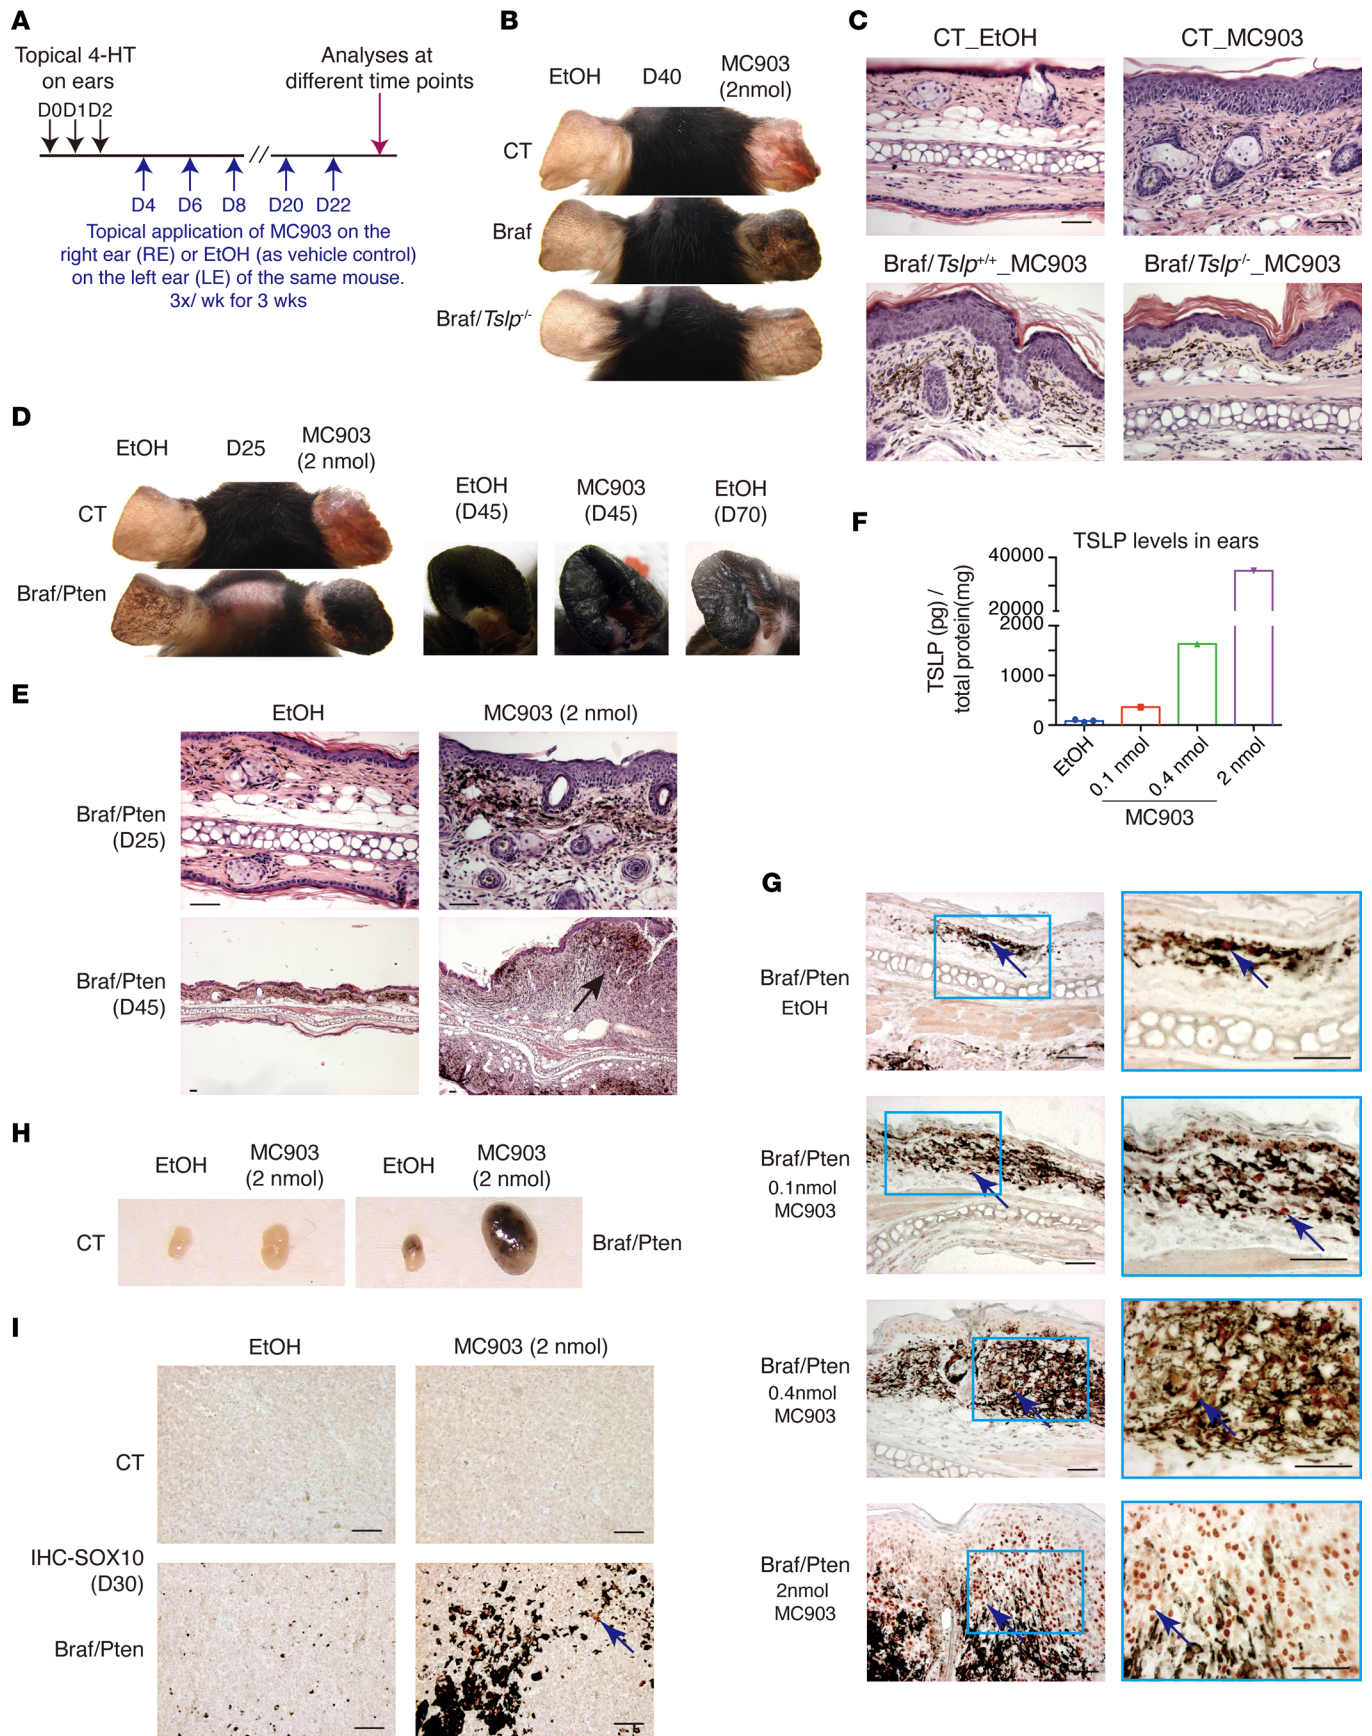 A
Topical 4-HT
on ears
D0 D1 D2
Analyses at
different time points
D4 D6 D8 D20 D22
Topical application of MC903 on the
right ear (RE) or EtOH (as vehicle control)
on the left ear (LE) of the same mouse.
3x/ wk for 3 wks
B
EtOH D40 MC903
(2nmol)
CT
Braf
Braf/Tslp-/-
C
CT_EtOH CT_MC903
Braf/Tslp+/+_MC903 Braf/Tslp-/-_MC903
D
EtOH D25 MC903
(2 nmol)
CT
Braf/Pten
EtOH
(D45)
MC903
(D45)
EtOH
(D70)
E
EtOH MC903 (2 nmol)
Braf/Pten
(D25)
Braf/Pten
(D45)
F
TSLP levels in ears
TSLP (pg) /
total protein(mg)
40000
20000
2000
1000
0
EtOH
0.1 nmol
0.4 nmol
2 nmol
MC903
G
Braf/Pten
EtOH
Braf/Pten
0.1nmol
MC903
Braf/Pten
0.4nmol
MC903
Braf/Pten
2nmol
MC903
H
EtOH MC903
(2 nmol)
EtOH MC903
(2 nmol)
CT
Braf/Pten
I
EtOH MC903 (2 nmol)
CT
IHC-SOX10
(D30)
Braf/Pten